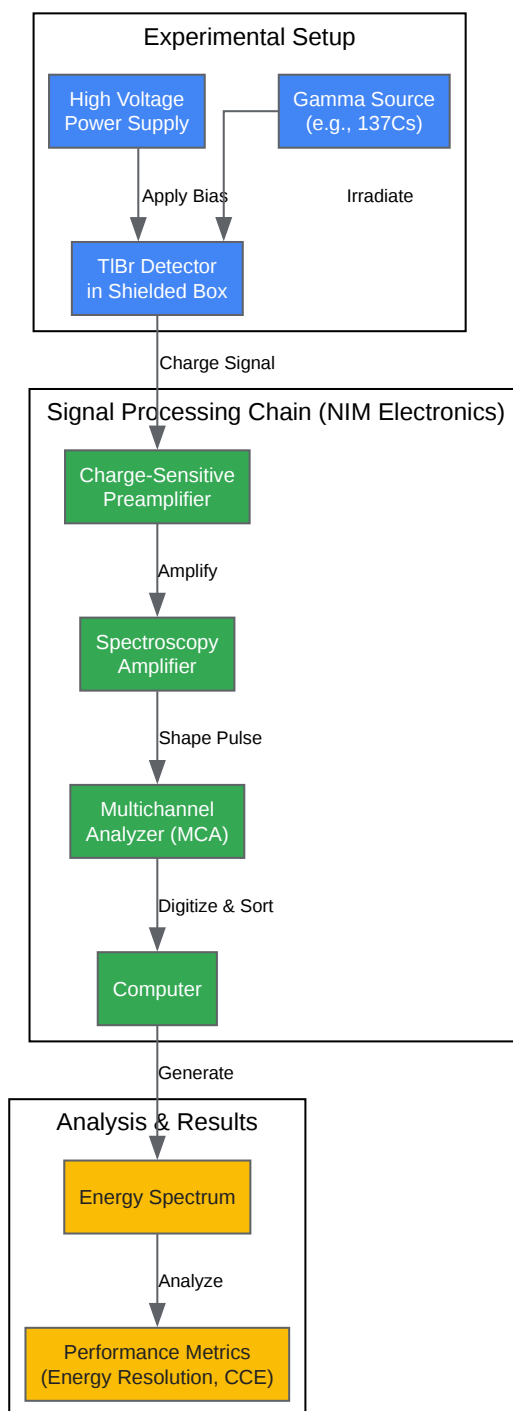 Experimental Setup
High Voltage
Power Supply
Gamma Source
(e.g., 137Cs)
Apply Bias
Irradiate
TlBr Detector
in Shielded Box
Charge Signal
Signal Processing Chain (NIM Electronics)
Charge-Sensitive
Preamplifier
Amplify
Spectroscopy
Amplifier
Shape Pulse
Multichannel
Analyzer (MCA)
Digitize & Sort
Computer
Generate
Analysis & Results
Energy Spectrum
Analyze
Performance Metrics
(Energy Resolution, CCE)